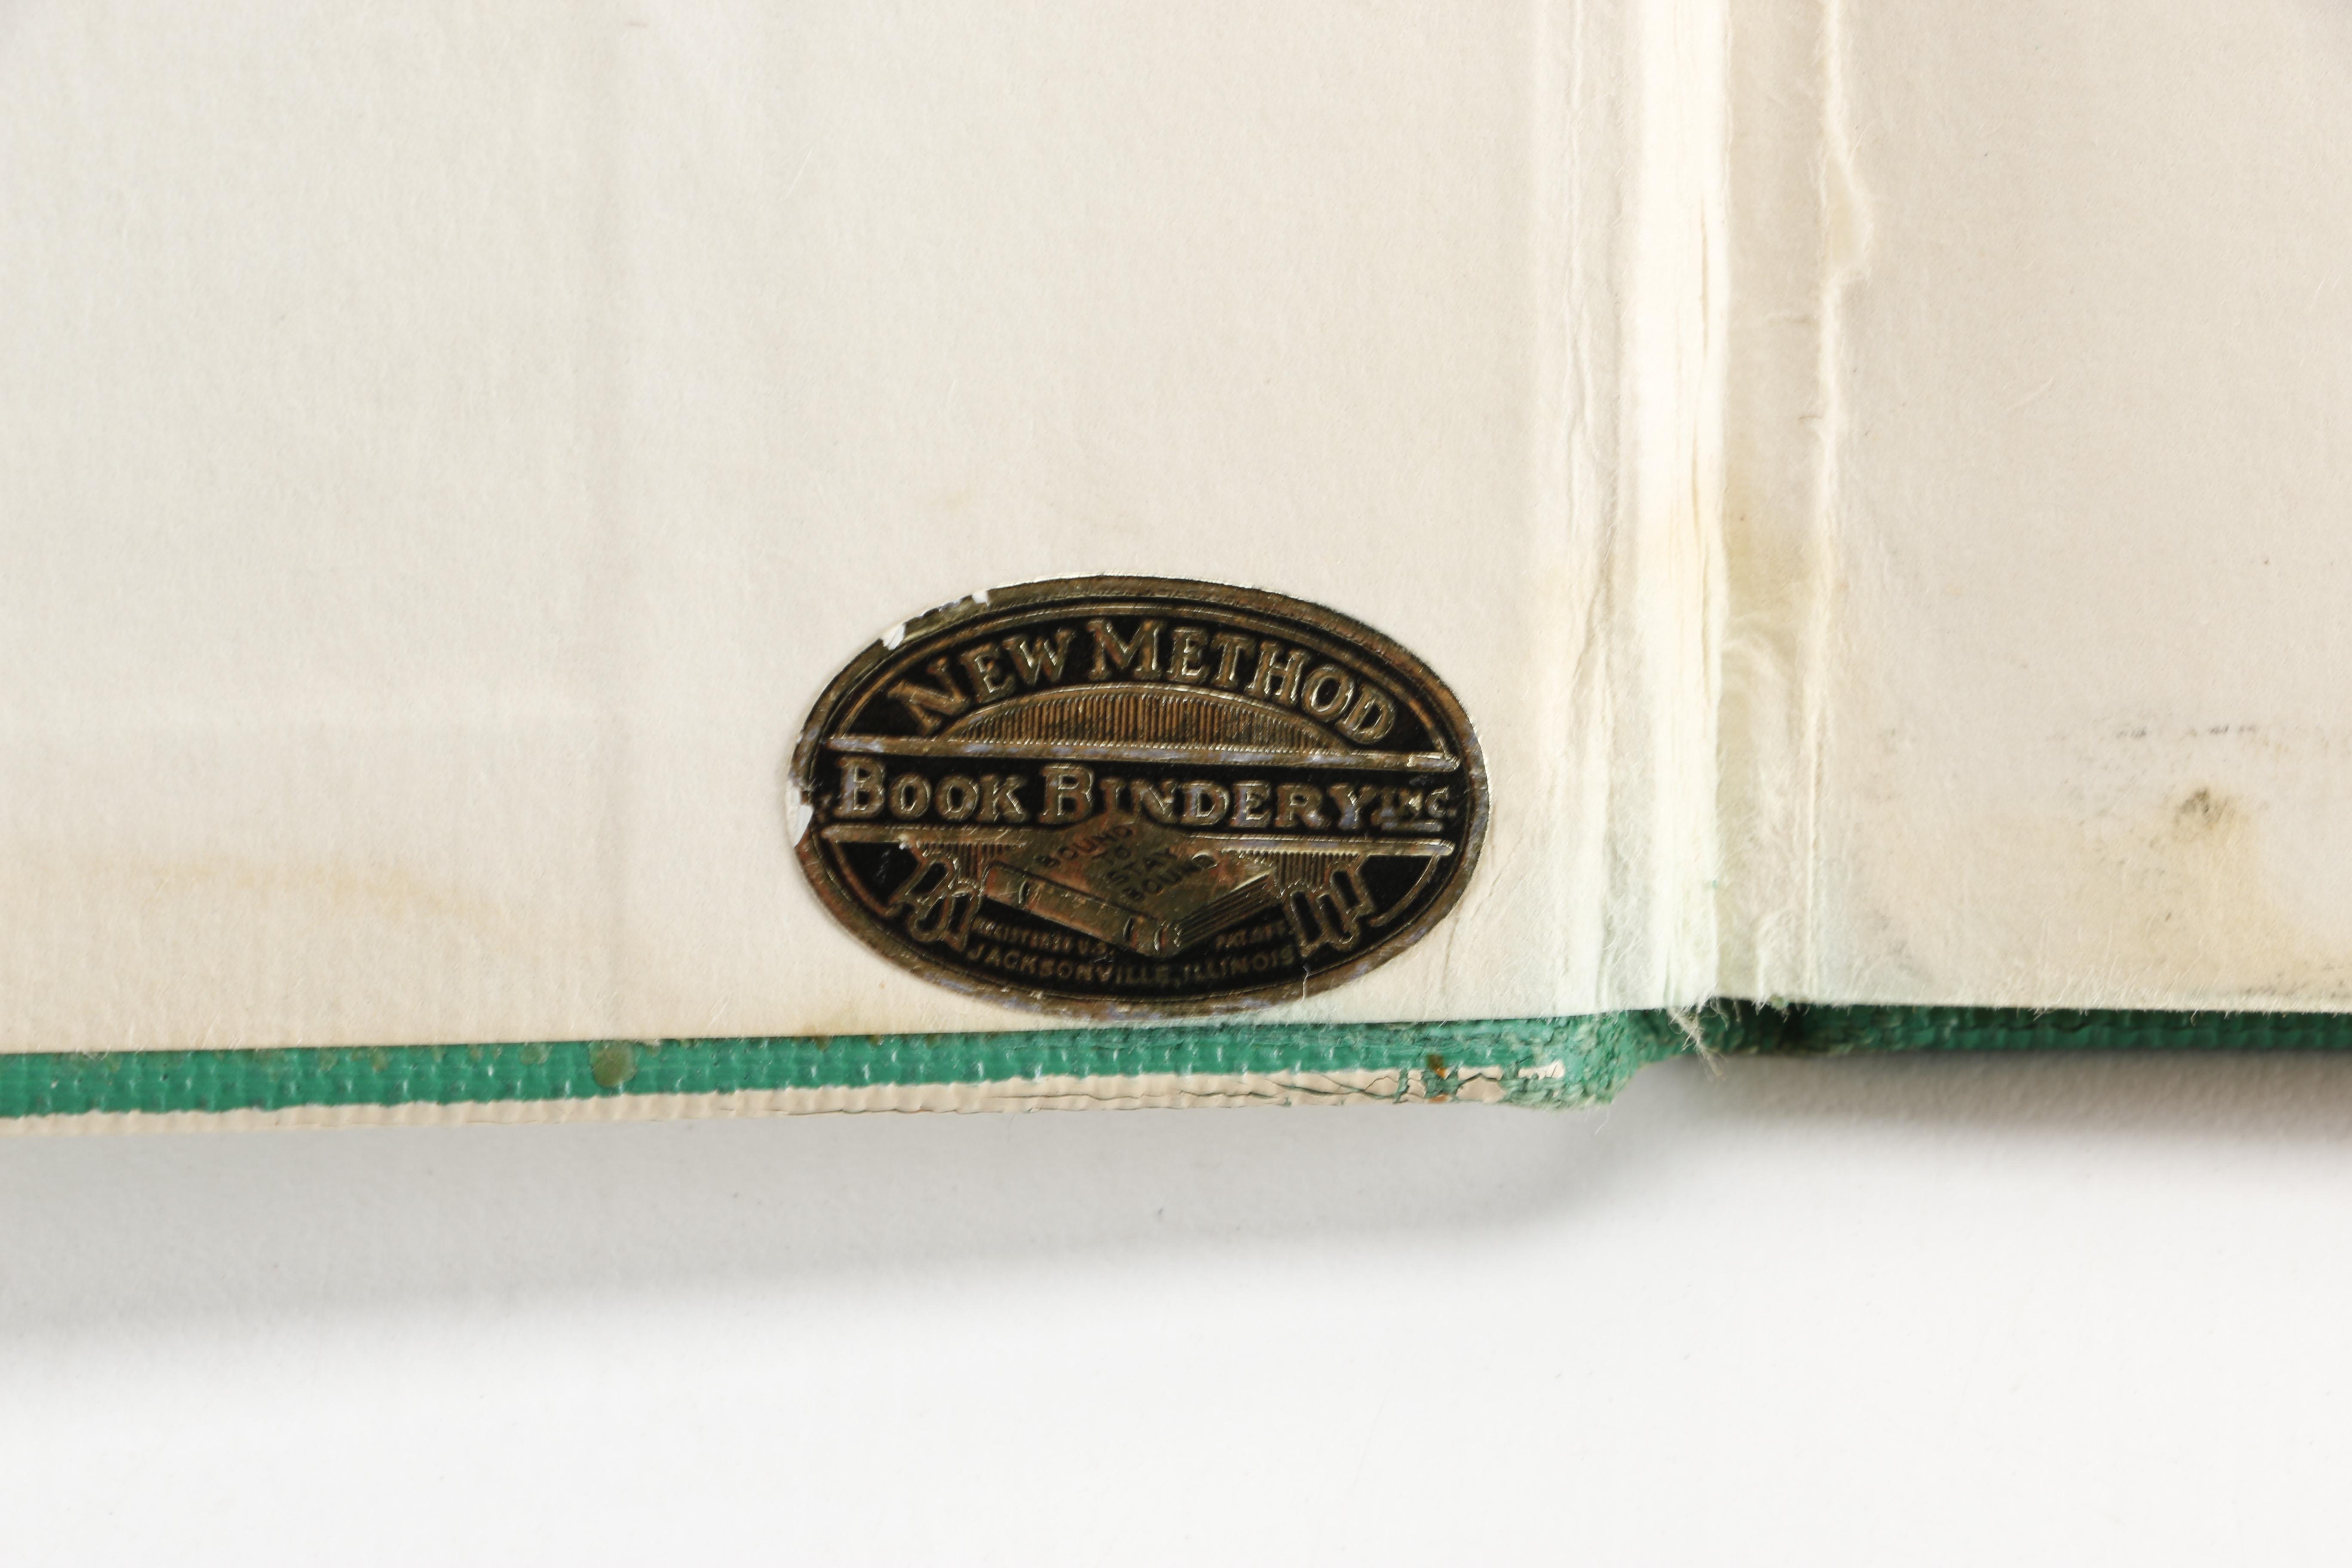 NEW METHOD
BOOK BINDERY INC.
BOUND
TO
STAY
BOUND
REGISTERED U.S. PAT. OFF.
JACKSONVILLE, ILLINOIS